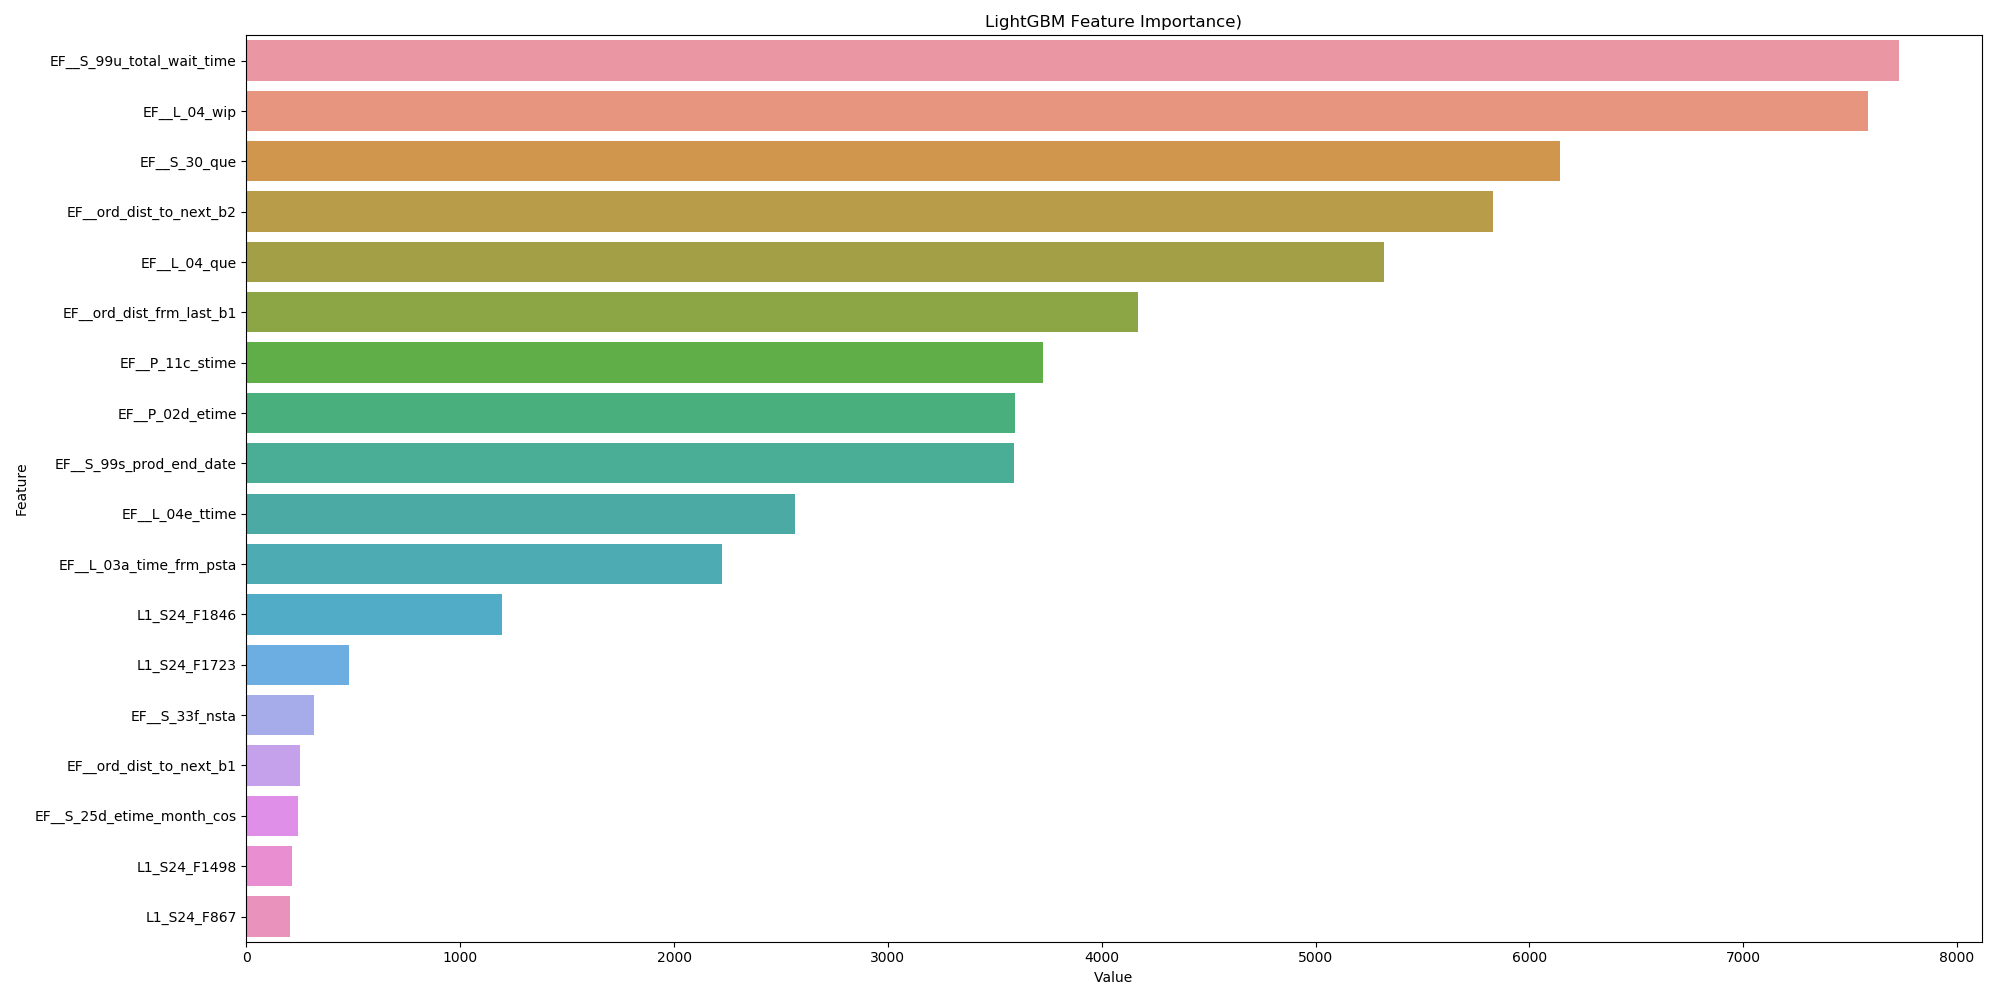 LightGBM Feature Importance)
EF__S_99u_total_wait_time
EF__L_04_wip
EF__S_30_que
EF__ord_dist_to_next_b2
EF__L_04_que
EF__ord_dist_frm_last_b1
EF__P_11c_stime
EF__P_02d_etime
EF__S_99s_prod_end_date
EF__L_04e_ttime
EF__L_03a_time_frm_psta
L1_S24_F1846
L1_S24_F1723
EF__S_33f_nsta
EF__ord_dist_to_next_b1
EF__S_25d_etime_month_cos
L1_S24_F1498
L1_S24_F867
Feature
0 1000 2000 3000 4000 5000 6000 7000 8000
Value